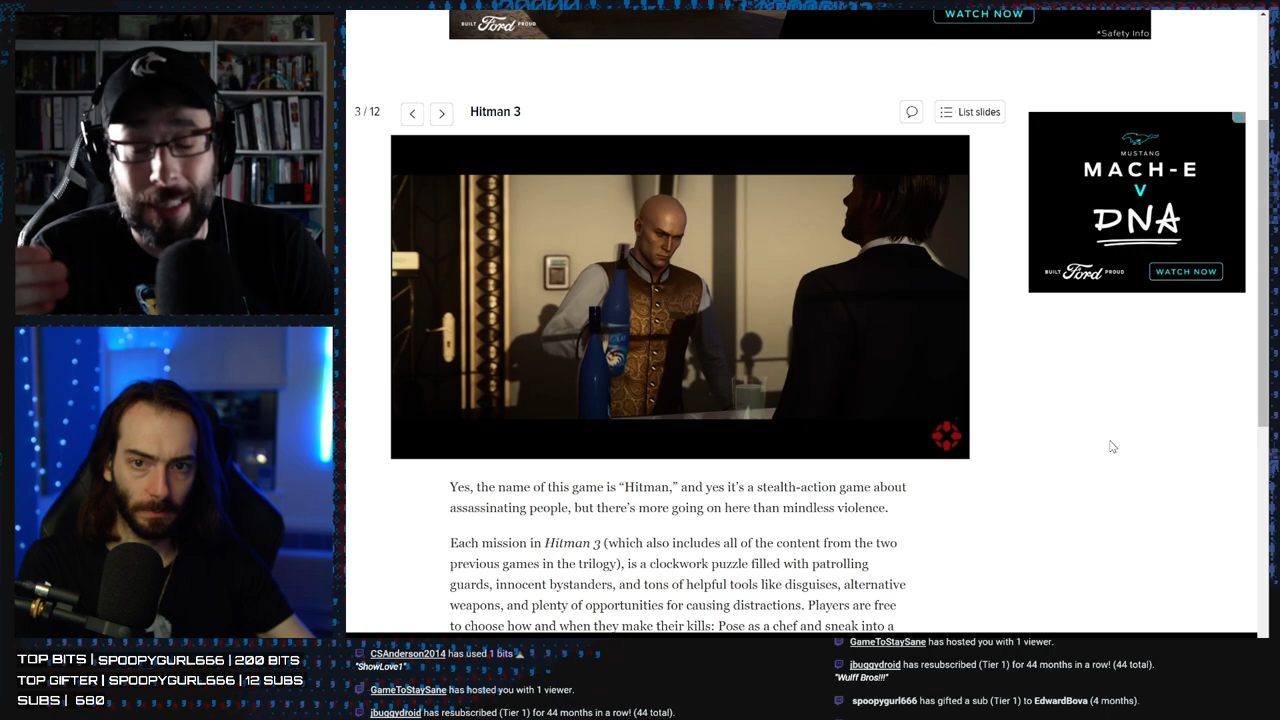 BUILT Ford PROUD
WATCH NOW
*Safety Info
3 / 12
Hitman 3
List slides
MUSTANG
MACH-E
V
DNA
BUILT Ford PROUD
WATCH NOW
Yes, the name of this game is “Hitman,” and yes it’s a stealth-action game about
assassinating people, but there’s more going on here than mindless violence.
Each mission in Hitman 3 (which also includes all of the content from the two
previous games in the trilogy), is a clockwork puzzle filled with patrolling
guards, innocent bystanders, and tons of helpful tools like disguises, alternative
weapons, and plenty of opportunities for causing distractions. Players are free
to choose how and when they make their kills: Pose as a chef and sneak into a
TOP BITS | SPOOPYGURL666 | 200 BITS
TOP GIFTER | SPOOPYGURL666 | 12 SUBS
SUBS | 680
CSAnderson2014 has used 1 bits
"ShowLove1"
GameToStaySane has hosted you with 1 viewer.
jbuggydroid has resubscribed (Tier 1) for 44 months in a row! (44 total).
GameToStaySane has hosted you with 1 viewer.
jbuggydroid has resubscribed (Tier 1) for 44 months in a row! (44 total).
"Wulff Bros!!!"
spoopygurl666 has gifted a sub (Tier 1) to EdwardBova (4 months).